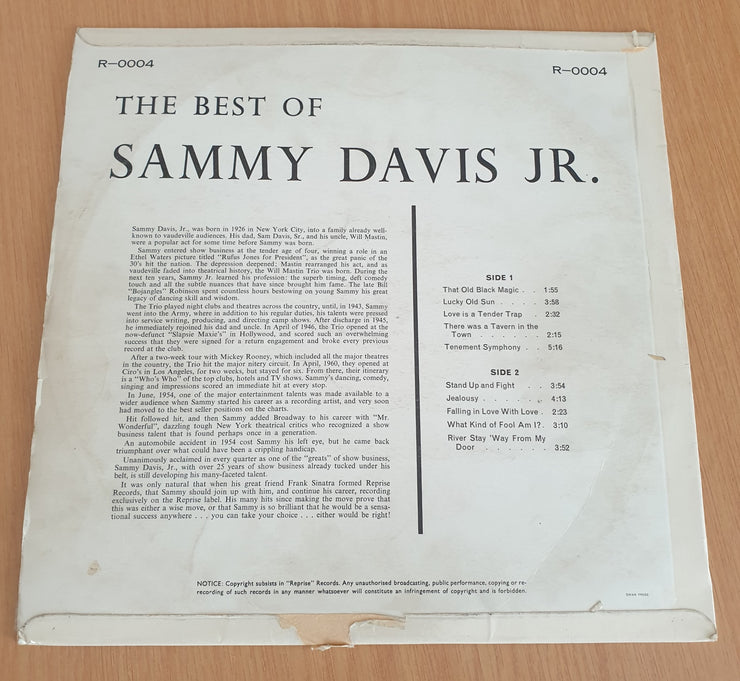 R—0004
R—0004
THE BEST OF
SAMMY DAVIS JR.
Sammy Davis, Jr., was born in 1926 in New York City, into a family already well-
known to vaudeville audiences. His dad, Sam Davis, Sr., and his uncle, Will Mastin,
were a popular act for some time before Sammy was born.
Sammy entered show business at the tender age of four, winning a role in an
Ethel Waters picture titled "Rufus Jones for President", as the great panic of the
30's hit the nation. The depression deepened; Mastin rearranged his act, and as
vaudeville faded into theatrical history, the Will Mastin Trio was born. During the
next ten years, Sammy Jr. learned his profession: the superb timing, deft comedy
touch and all the subtle nuances that have since brought him fame. The late Bill
"Bojangles" Robinson spent countless hours bestowing on young Sammy his great
legacy of dancing skill and wisdom.
The Trio played night clubs and theatres across the country, until, in 1943, Sammy
went into the Army, where in addition to his regular duties, his talents were pressed
into service writing, producing, and directing camp shows. After discharge in 1945,
he immediately rejoined his dad and uncle. In April of 1946, the Trio opened at the
now-defunct "Slapsie Maxie's" in Hollywood, and scored such an overwhelming
success that they were signed for a return engagement and broke every previous
record at the club.
After a two-week tour with Mickey Rooney, which included all the major theatres
in the country, the Trio hit the major nitery circuit. In April, 1960, they opened at
Ciro's in Los Angeles, for two weeks, but stayed for six. From there, their itinerary
is a "Who's Who" of the top clubs, hotels and TV shows. Sammy's dancing, comedy,
singing and impressions scored an immediate hit at every stop.
In June, 1954, one of the major entertainment talents was made available to a
wider audience when Sammy started his career as a recording artist, and very soon
had moved to the best seller positions on the charts.
Hit followed hit, and then Sammy added Broadway to his career with "Mr.
Wonderful", dazzling tough New York theatrical critics who recognized a show
business talent that is found perhaps once in a generation.
An automobile accident in 1954 cost Sammy his left eye, but he came back
triumphant over what could have been a crippling handicap.
Unanimously acclaimed in every quarter as one of the "greats" of show business,
Sammy Davis, Jr., with over 25 years of show business already tucked under his
belt, is still developing his many-faceted talent.
It was only natural that when his great friend Frank Sinatra formed Reprise
Records, that Sammy should join up with him, and continue his career, recording
exclusively on the Reprise label. His many hits since making the move prove that
this was either a wise move, or that Sammy is so brilliant that he would be a sensa-
tional success anywhere . . . you can take your choice . . . either would be right!
SIDE 1
That Old Black Magic . . 1:55
Lucky Old Sun . . . . 3:58
Love is a Tender Trap . 2:32
There was a Tavern in the
Town . . . . . . 2:15
Tenement Symphony . . 5:16
SIDE 2
Stand Up and Fight . . 3:54
Jealousy . . . . . 4:13
Falling in Love With Love . 2:23
What Kind of Fool Am I? . 3:10
River Stay 'Way From My
Door . . . . . . 3:52
NOTICE: Copyright subsists in "Reprise" Records. Any unauthorised broadcasting, public performance, copying or re-
recording of such records in any manner whatsoever will constitute an infringement of copyright and is forbidden.